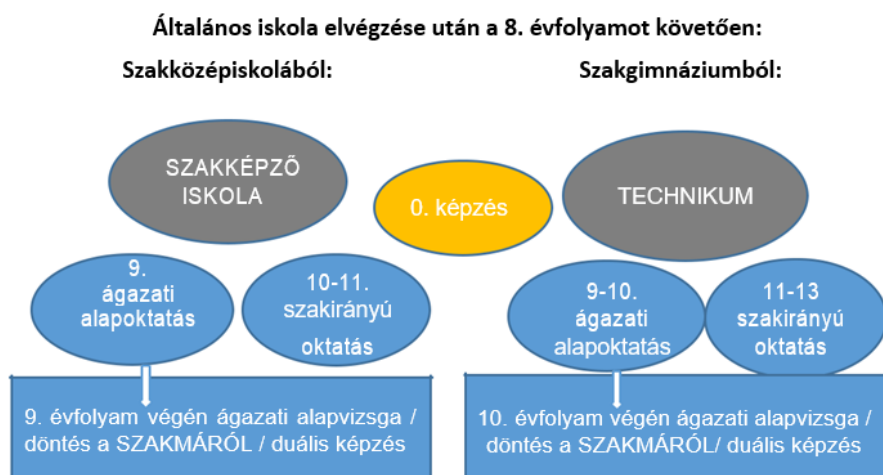 Általános iskola elvégzése után a 8. évfolyamot követően:
Szakközépiskolából:
Szakgimnáziumból:
SZAKKÉPZŐ
ISKOLA
0. képzés
TECHNIKUM
9.
ágazati
alapoktatás
10-11.
szakirányú
oktatás
9-10.
ágazati
alapoktatás
11-13
szakirányú
oktatás
9. évfolyam végén ágazati alapvizsga /
döntés a SZAKMÁRÓL / duális képzés
10. évfolyam végén ágazati alapvizsga /
döntés a SZAKMÁRÓL/ duális képzés